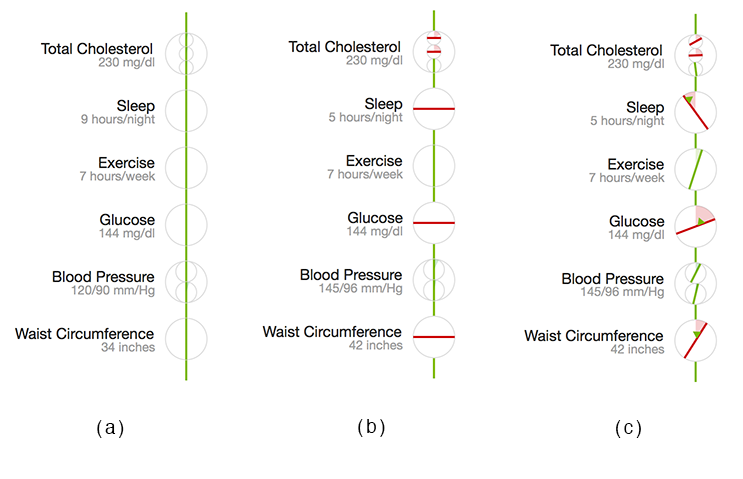 Total Cholesterol
230 mg/dl
Sleep
9 hours/night
Exercise
7 hours/week
Glucose
144 mg/dl
Blood Pressure
120/90 mm/Hg
Waist Circumference
34 inches
(a)
Total Cholesterol
230 mg/dl
Sleep
5 hours/night
Exercise
7 hours/week
Glucose
144 mg/dl
Blood Pressure
145/96 mm/Hg
Waist Circumference
42 inches
(b)
Total Cholesterol
230 mg/dl
Sleep
5 hours/night
Exercise
7 hours/week
Glucose
144 mg/dl
Blood Pressure
145/96 mm/Hg
Waist Circumference
42 inches
(c)